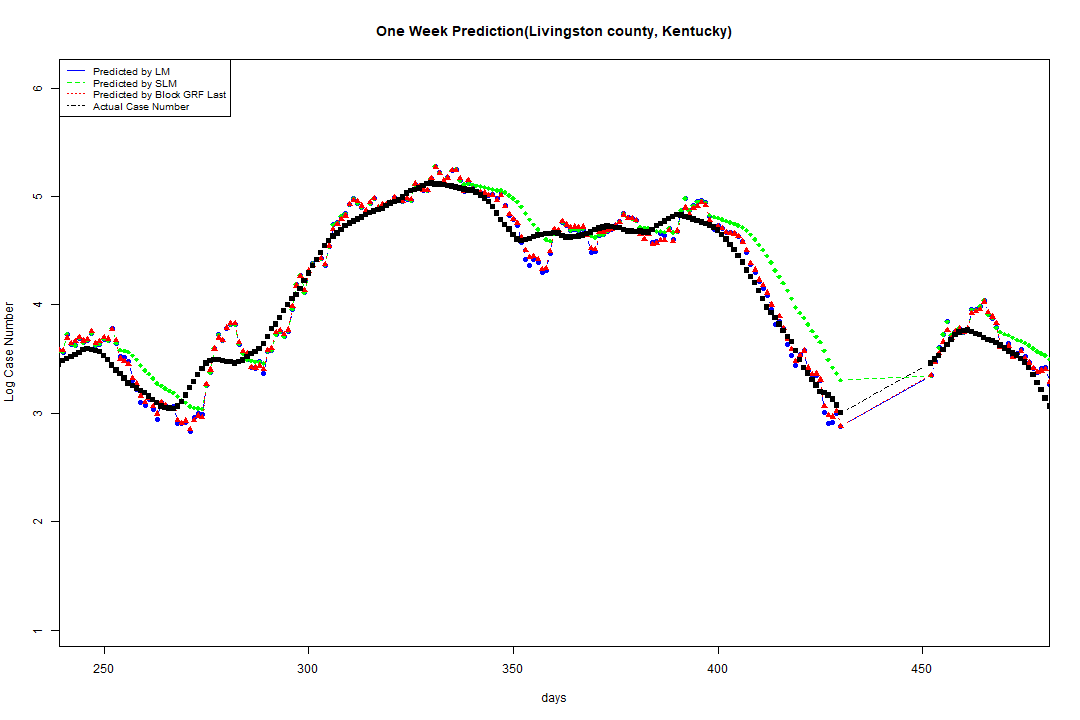 One Week Prediction(Livingston county, Kentucky)
Predicted by LM
Predicted by SLM
Predicted by Block GRF Last
Actual Case Number
6
5
4
3
2
1
Log Case Number
250 300 350 400 450
days